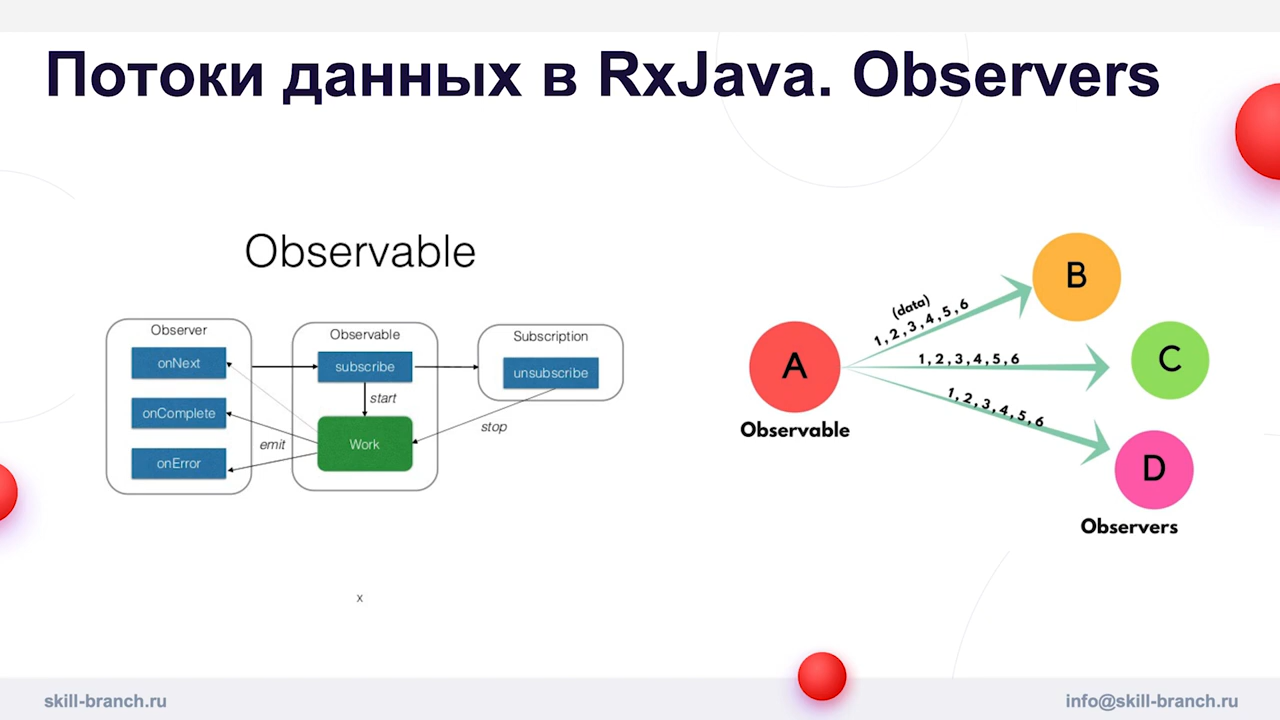 Потоки данных в RxJava. Observers
Observable
Observer
onNext
onComplete
onError
emit
Observable
subscribe
start
Work
Subscription
unsubscribe
stop
x
A
Observable
(data)
1, 2, 3, 4, 5, 6
1, 2, 3, 4, 5, 6
1, 2, 3, 4, 5, 6
B
C
D
Observers
skill-branch.ru
info@skill-branch.ru